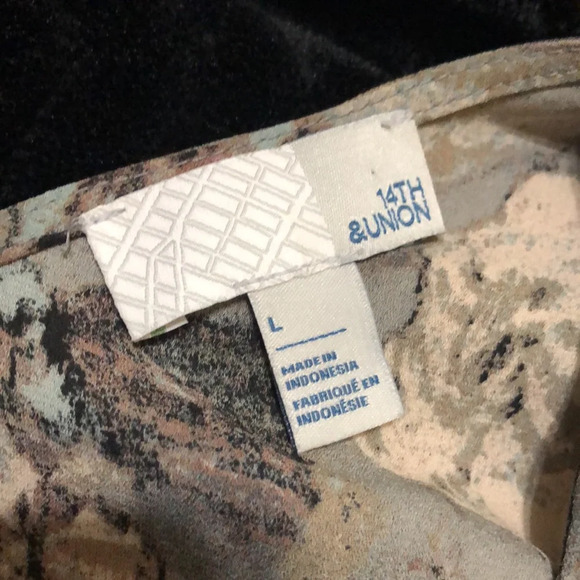 14TH
&UNION
L
MADE IN
INDONESIA
FABRIQUÉ EN
INDONÉSIE